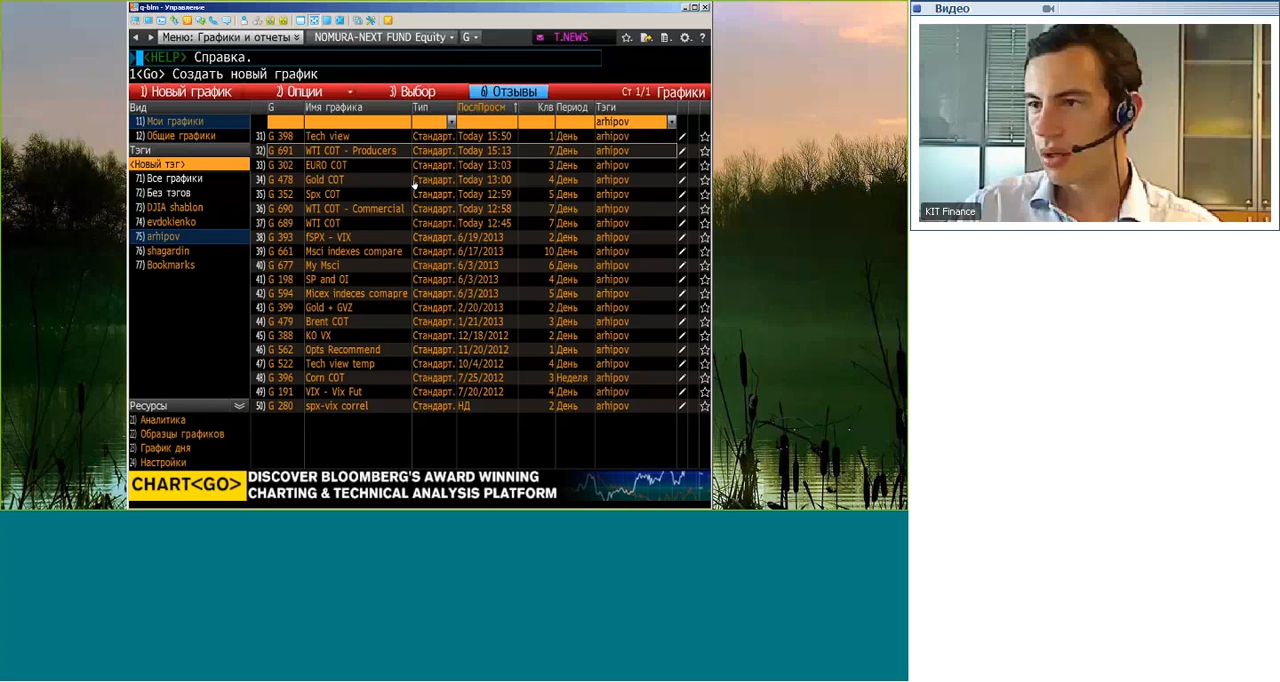 q-blm - Управление
Меню: Графики и отчеты NOMURA-NEXT FUND Equity G T.NEWS ?
<HELP> Справка.
1<Go> Создать новый график
1) Новый график 2) Опции 3) Выбор 6) Отзывы Ст 1/1 Графики
Вид G Имя графика Тип ПослПросм ↑ Клв Период Тэги
11) Мои графики arhipov
12) Общие графики 31) G 398 Tech view Стандарт. Today 15:50 1 День arhipov
Тэги 32) G 691 WTI COT - Producers Стандарт. Today 15:13 7 День arhipov
<Новый тэг> 33) G 302 EURO COT Стандарт. Today 13:03 3 День arhipov
71) Все графики 34) G 478 Gold COT Стандарт. Today 13:00 4 День arhipov
72) Без тэгов 35) G 352 Spx COT Стандарт. Today 12:59 5 День arhipov
73) DJIA shablon 36) G 690 WTI COT - Commercial Стандарт. Today 12:58 7 День arhipov
74) evdokienko 37) G 689 WTI COT Стандарт. Today 12:45 7 День arhipov
75) arhipov 38) G 393 fSPX - VIX Стандарт. 6/19/2013 2 День arhipov
76) shagardin 39) G 661 Msci indexes compare Стандарт. 6/17/2013 10 День arhipov
77) Bookmarks 40) G 677 My Msci Стандарт. 6/3/2013 6 День arhipov
41) G 198 SP and OI Стандарт. 6/3/2013 4 День arhipov
42) G 594 Micex indeces comapre Стандарт. 6/3/2013 5 День arhipov
43) G 399 Gold + GVZ Стандарт. 2/20/2013 2 День arhipov
44) G 479 Brent COT Стандарт. 1/21/2013 3 День arhipov
45) G 388 KO VX Стандарт. 12/18/2012 2 День arhipov
46) G 562 Opts Recommend Стандарт. 11/20/2012 1 День arhipov
47) G 522 Tech view temp Стандарт. 10/4/2012 4 День arhipov
48) G 396 Corn COT Стандарт. 7/25/2012 3 Неделя arhipov
49) G 191 VIX - Vix Fut Стандарт. 7/20/2012 4 День arhipov
Ресурсы 50) G 280 spx-vix correl Стандарт. НД 2 День arhipov
21) Аналитика
22) Образцы графиков
23) График дня
24) Настройки
CHART<GO> DISCOVER BLOOMBERG'S AWARD WINNING
CHARTING & TECHNICAL ANALYSIS PLATFORM
Видео
KIT Finance